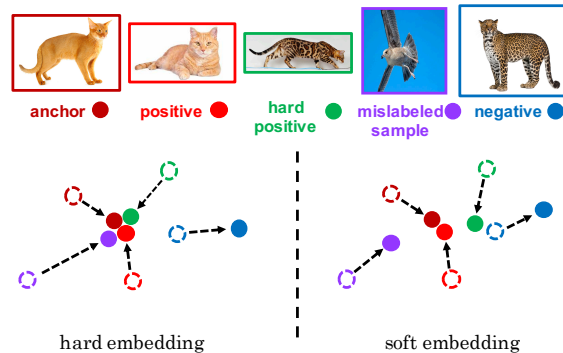 anchor
positive
hard
positive
mislabeled
sample
negative
hard embedding
soft embedding